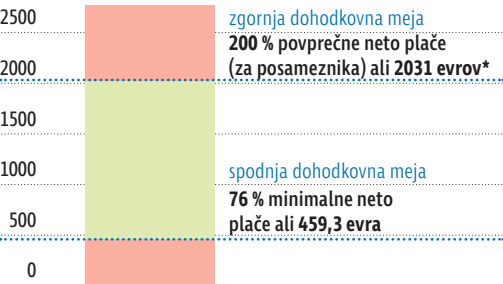 2500
2000
1500
1000
500
0
zgornja dohodkovna meja
200 % povprečne neto plače
(za posameznika) ali 2031 evrov*
spodnja dohodkovna meja
76 % minimalne neto
plače ali 459,3 evra